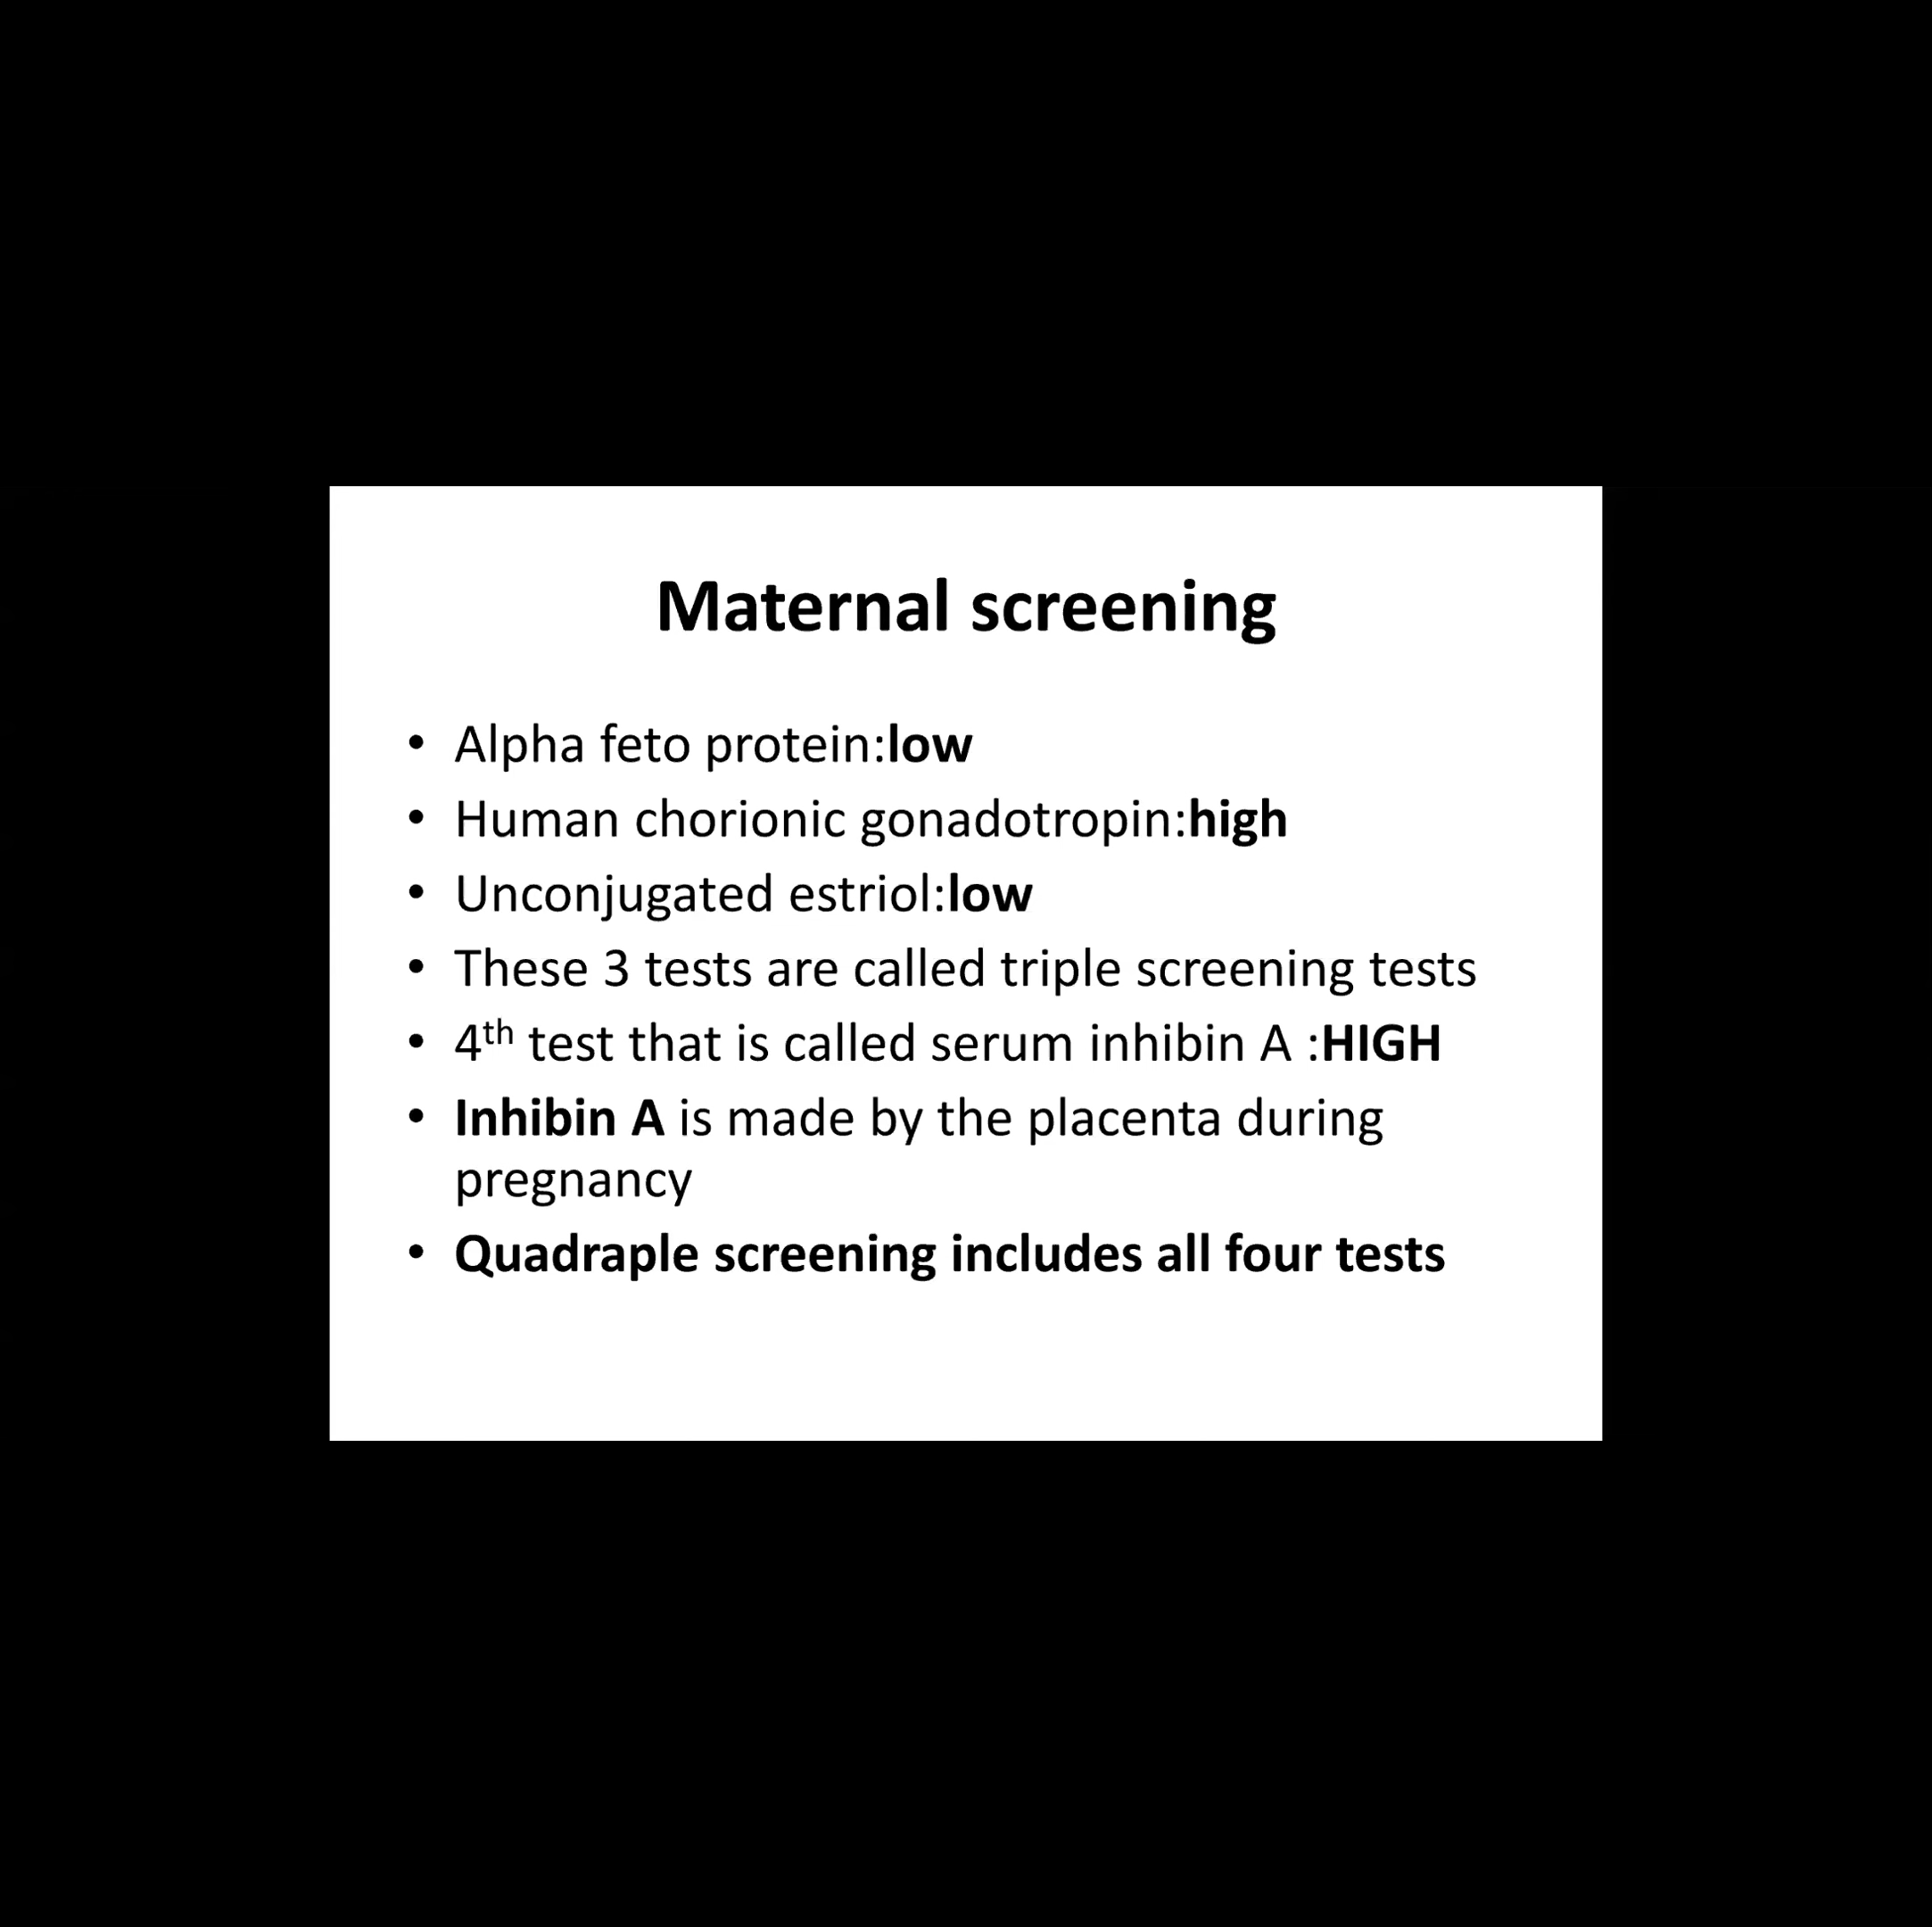 Maternal screening
• Alpha feto protein:low
• Human chorionic gonadotropin:high
• Unconjugated estriol:low
• These 3 tests are called triple screening tests
• 4th test that is called serum inhibin A :HIGH
• Inhibin A is made by the placenta during
pregnancy
• Quadraple screening includes all four tests